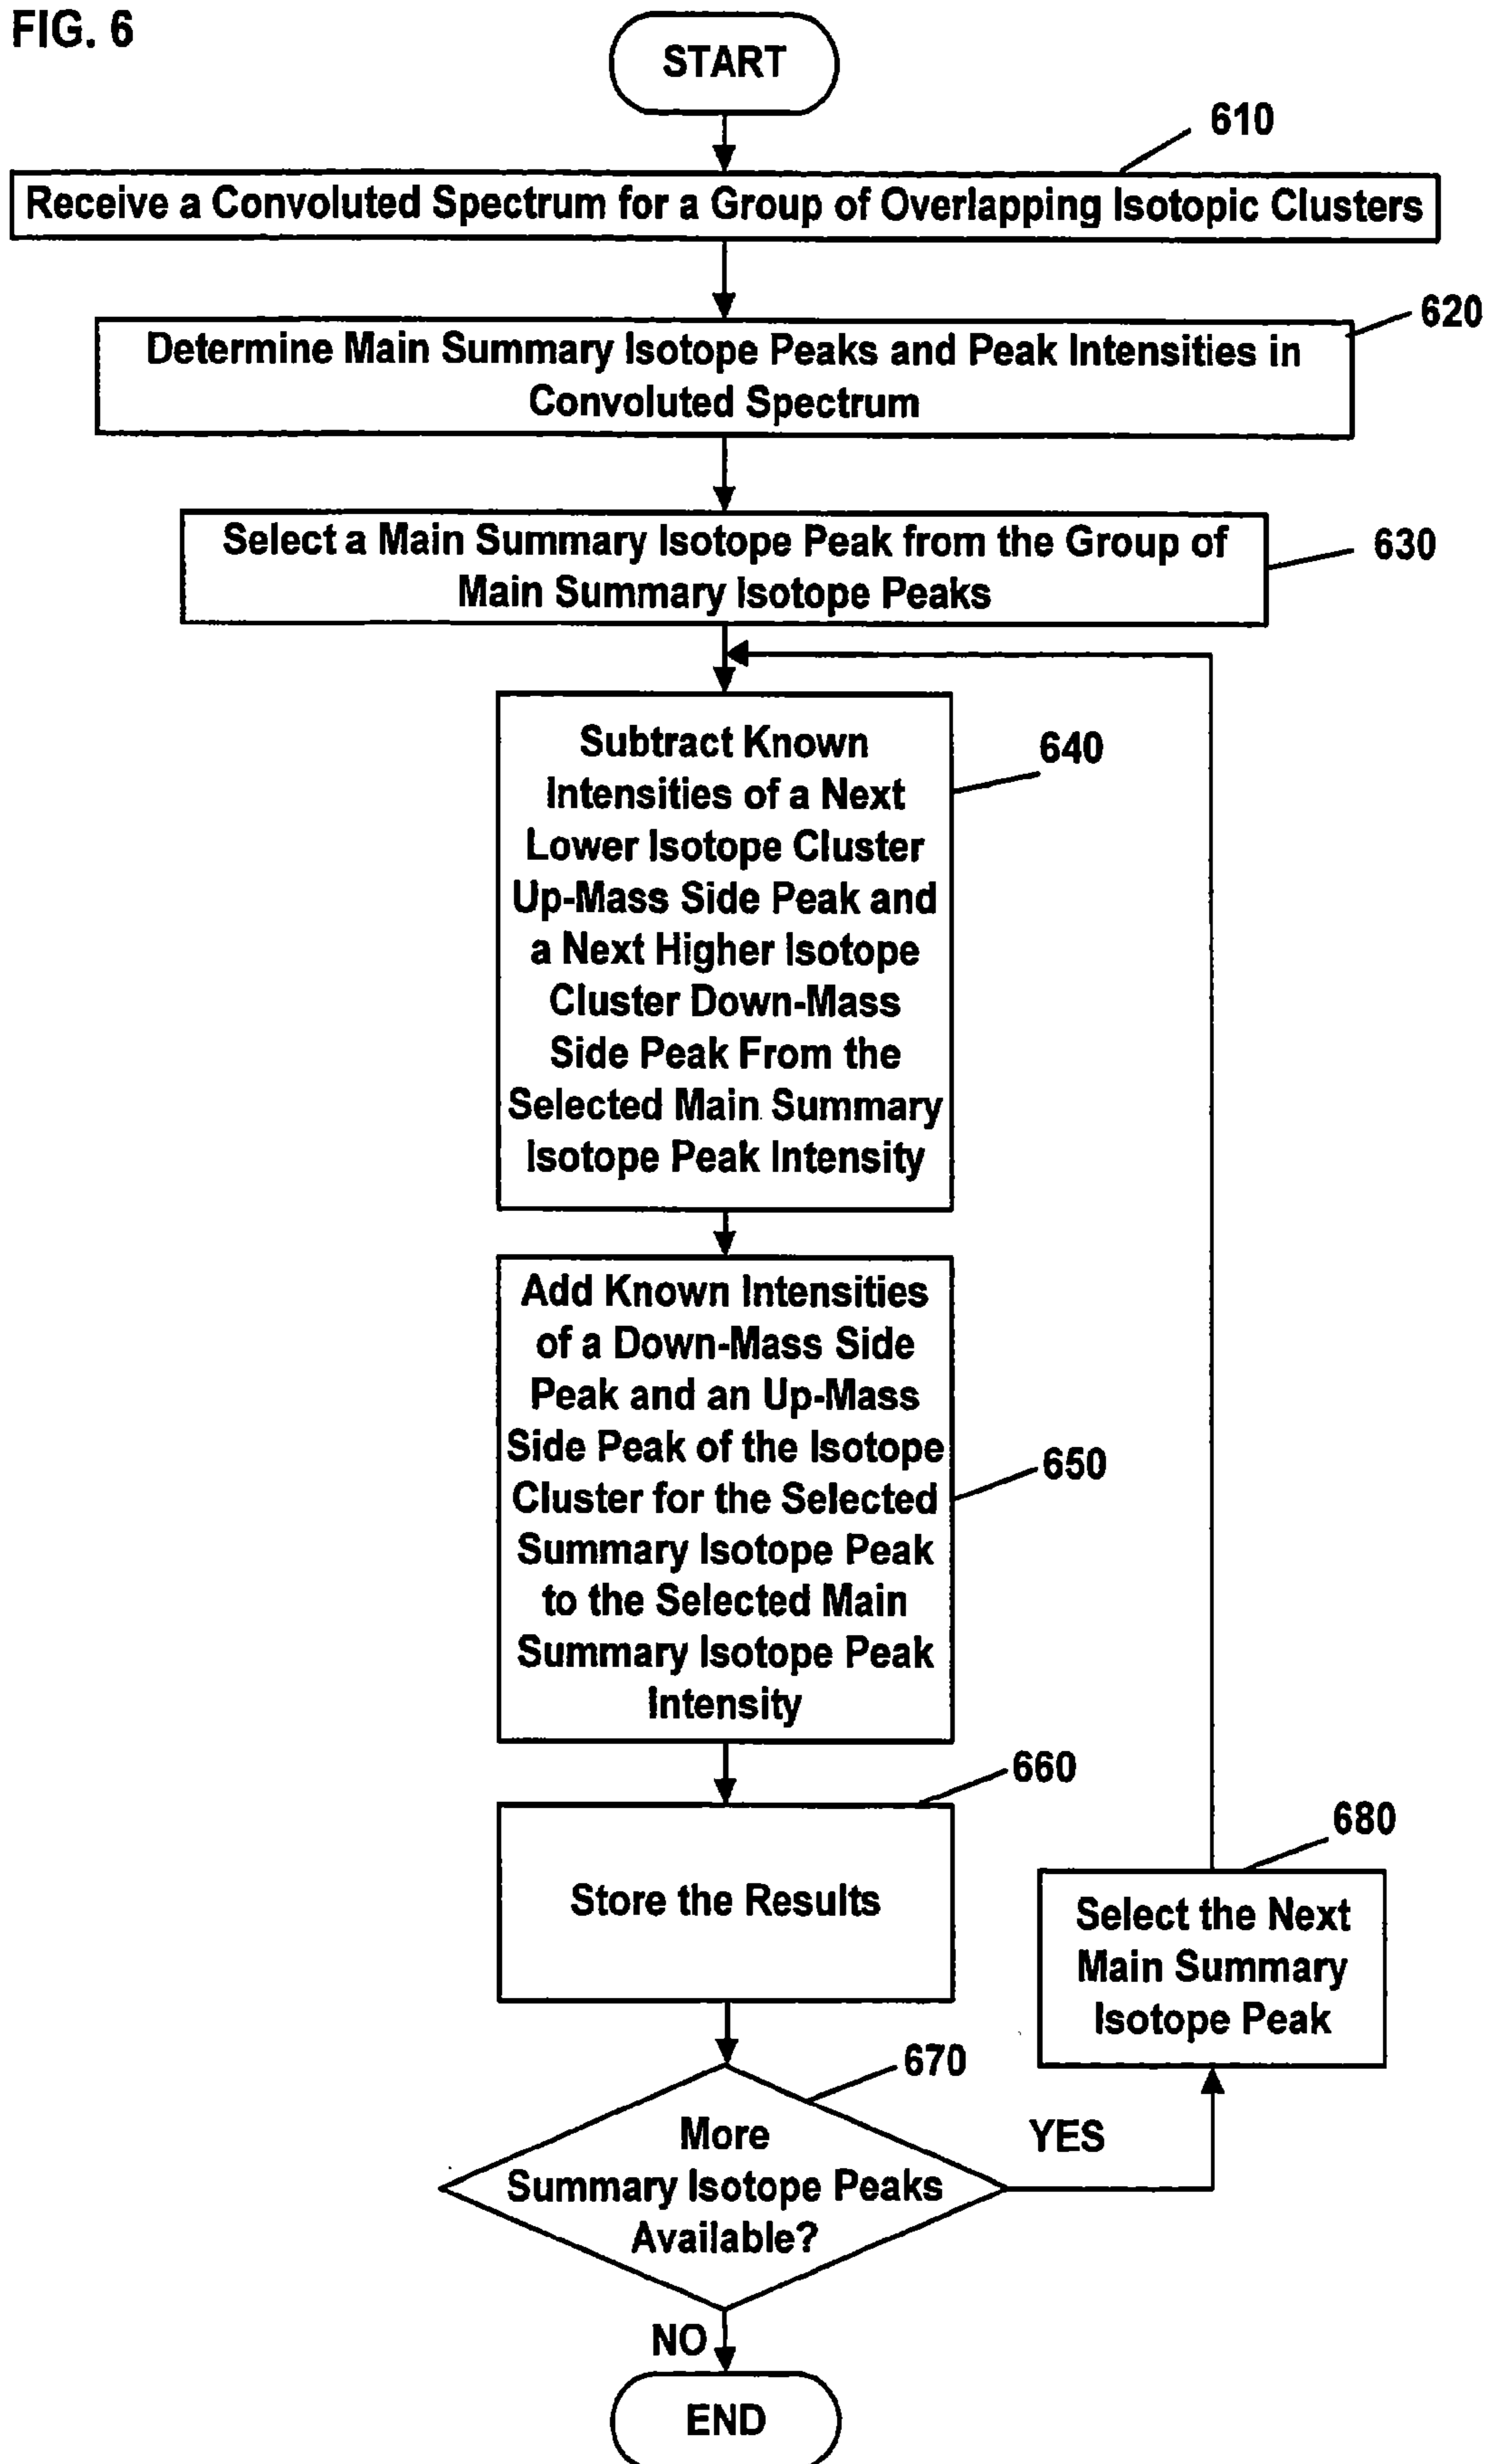 FIG. 6
START
610
Receive a Convoluted Spectrum for a Group of Overlapping Isotopic Clusters
620
Determine Main Summary Isotope Peaks and Peak Intensities in
Convoluted Spectrum
Select a Main Summary Isotope Peak from the Group of
Main Summary Isotope Peaks
630
Subtract Known
Intensities of a Next
Lower Isotope Cluster
Up-Mass Side Peak and
a Next Higher Isotope
Cluster Down-Mass
Side Peak From the
Selected Main Summary
Isotope Peak Intensity
640
Add Known Intensities
of a Down-Mass Side
Peak and an Up-Mass
Side Peak of the Isotope
Cluster for the Selected
Summary Isotope Peak
to the Selected Main
Summary Isotope Peak
Intensity
650
660
Store the Results
680
Select the Next
Main Summary
Isotope Peak
670
More
Summary Isotope Peaks
Available?
YES
NO
END